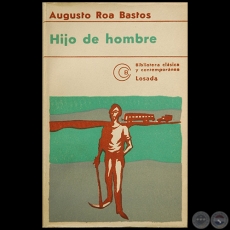 Augusto Roa Bastos
Hijo de hombre
Biblioteca clásica
y contemporánea
Losada